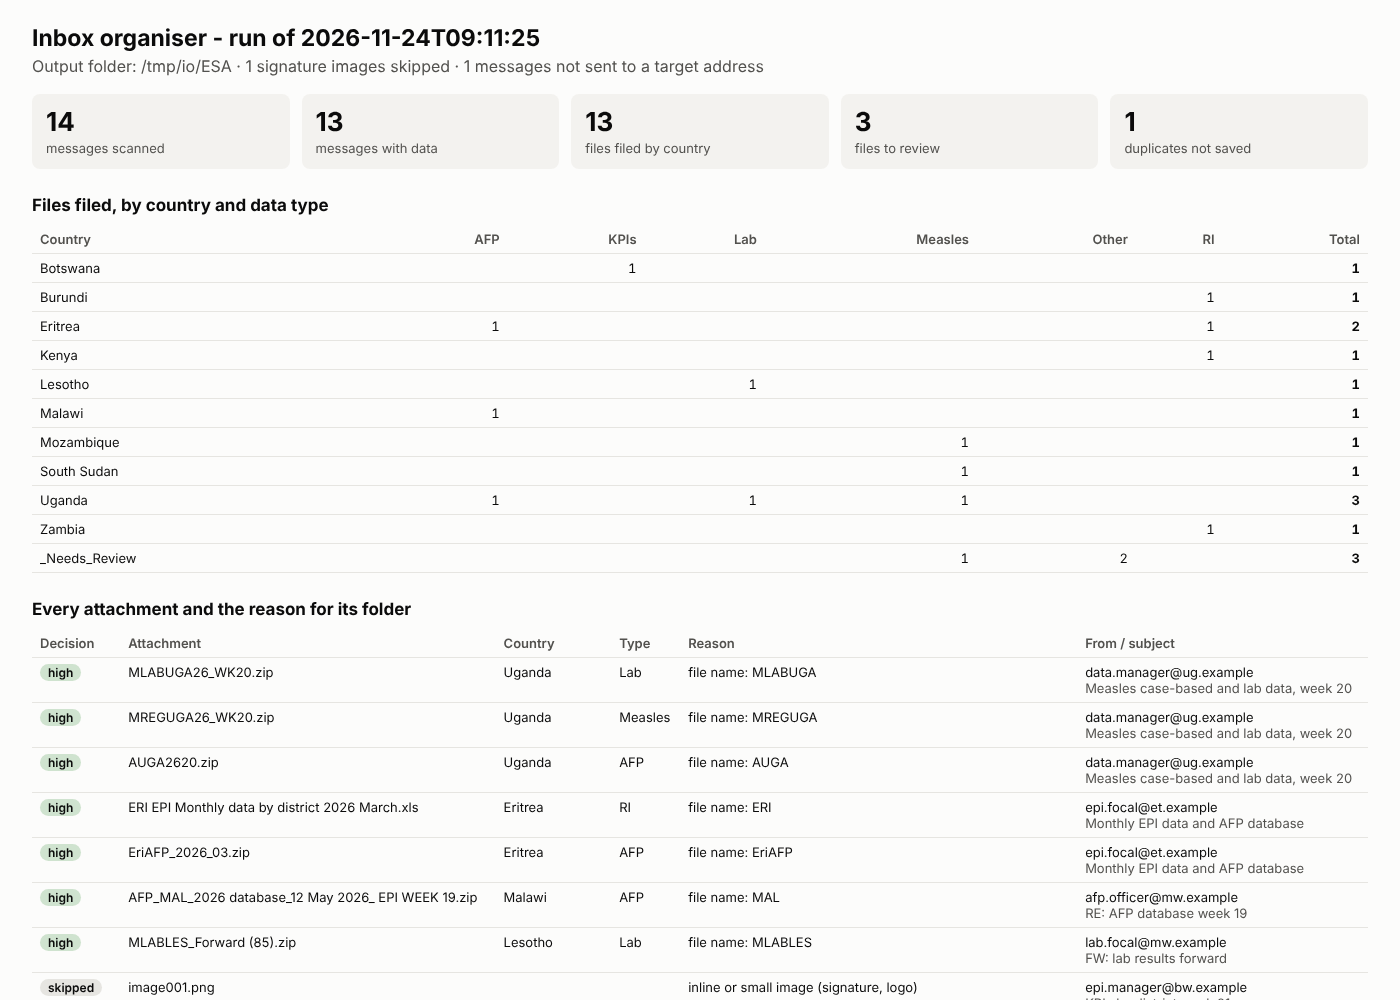 Inbox organiser - run of 2026-11-24T09:11:25
Output folder: /tmp/io/ESA · 1 signature images skipped · 1 messages not sent to a target address
14 13 13 3 1
messages scanned messages with data files filed by country files to review duplicates not saved
Files filed, by country and data type
Country AFP KPIs Lab Measles Other RI Total
Botswana 1 1
Burundi 1 1
Eritrea 1 1 2
Kenya 1 1
Lesotho 1 1
Malawi 1 1
Mozambique 1 1
South Sudan 1 1
Uganda 1 1 1 3
Zambia 1 1
_Needs_Review 1 2 3
Every attachment and the reason for its folder
Decision Attachment Country Type Reason From / subject
high MLABUGA26_WK20.zip Uganda Lab file name: MLABUGA data.manager@ug.example
Measles case-based and lab data, week 20
high MREGUGA26_WK20.zip Uganda Measles file name: MREGUGA data.manager@ug.example
Measles case-based and lab data, week 20
high AUGA2620.zip Uganda AFP file name: AUGA data.manager@ug.example
Measles case-based and lab data, week 20
high ERI EPI Monthly data by district 2026 March.xls Eritrea RI file name: ERI epi.focal@et.example
Monthly EPI data and AFP database
high EriAFP_2026_03.zip Eritrea AFP file name: EriAFP epi.focal@et.example
Monthly EPI data and AFP database
high AFP_MAL_2026 database_12 May 2026_ EPI WEEK 19.zip Malawi AFP file name: MAL afp.officer@mw.example
RE: AFP database week 19
high MLABLES_Forward (85).zip Lesotho Lab file name: MLABLES lab.focal@mw.example
FW: lab results forward
skipped image001.png inline or small image (signature, logo) epi.manager@bw.example